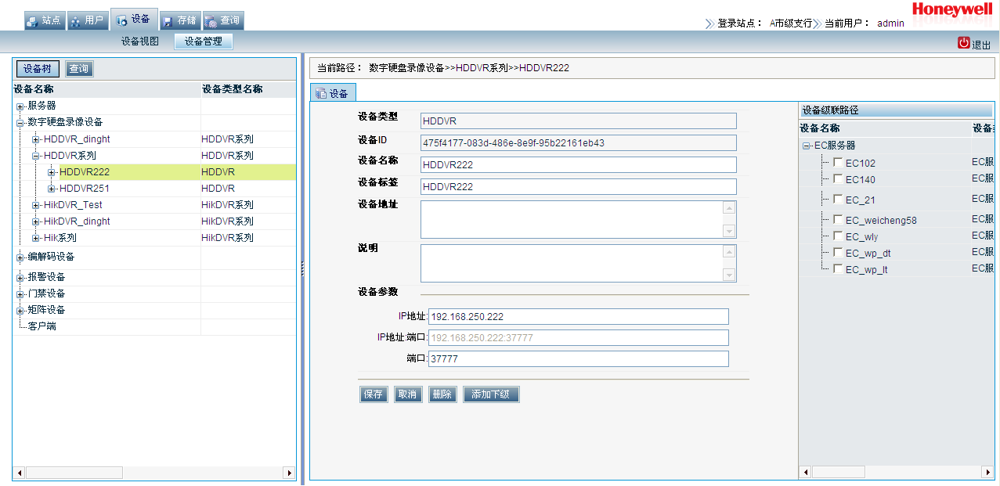 站点 用户 设备 存储 查询
登录站点： A市级支行 当前用户： admin
Honeywell
设备视图 设备管理
退出
设备树 查询
设备名称 设备类型名称
服务器
数字硬盘录像设备
HDDVR_dinght HDDVR系列
HDDVR系列 HDDVR系列
HDDVR222 HDDVR
HDDVR251 HDDVR
HikDVR_Test HikDVR系列
HikDVR_dinght HikDVR系列
Hik系列 HikDVR系列
编解码设备
报警设备
门禁设备
矩阵设备
客户端
当前路径： 数字硬盘录像设备>>HDDVR系列>>HDDVR222
设备
设备类型 HDDVR
设备ID 475f4177-083d-486e-8e9f-95b22161eb43
设备名称 HDDVR222
设备标签 HDDVR222
设备地址
说明
设备参数
IP地址: 192.168.250.222
IP地址:端口: 192.168.250.222:37777
端口: 37777
保存 取消 删除 添加下级
设备级联路径
设备名称 设备
EC服务器
EC102 EC服
EC140 EC服
EC_21 EC服
EC_weicheng58 EC服
EC_wly EC服
EC_wp_dt EC服
EC_wp_lt EC服